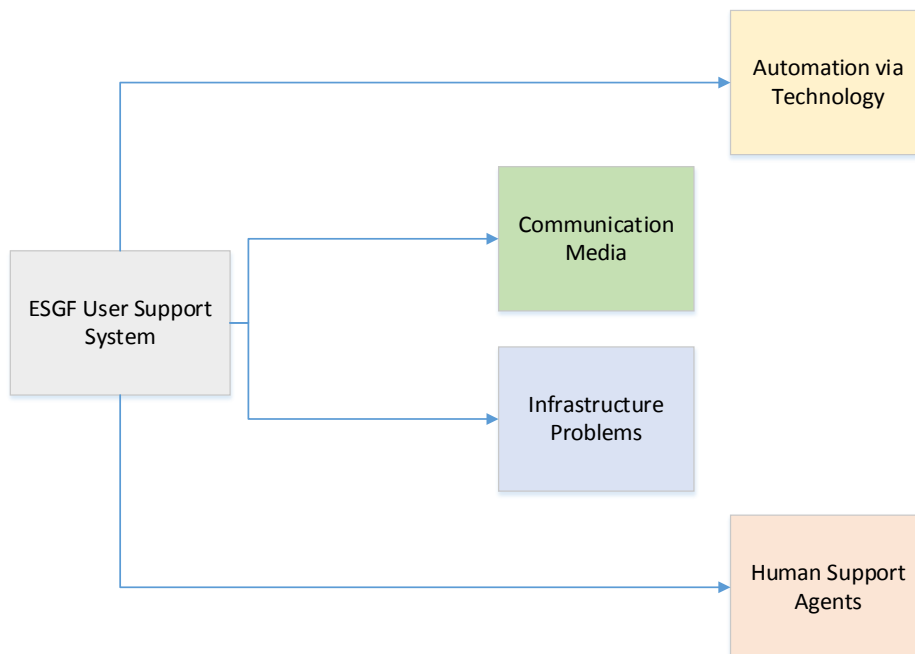 Automation via
Technology
Communication
Media
ESGF User Support
System
Infrastructure
Problems
Human Support
Agents